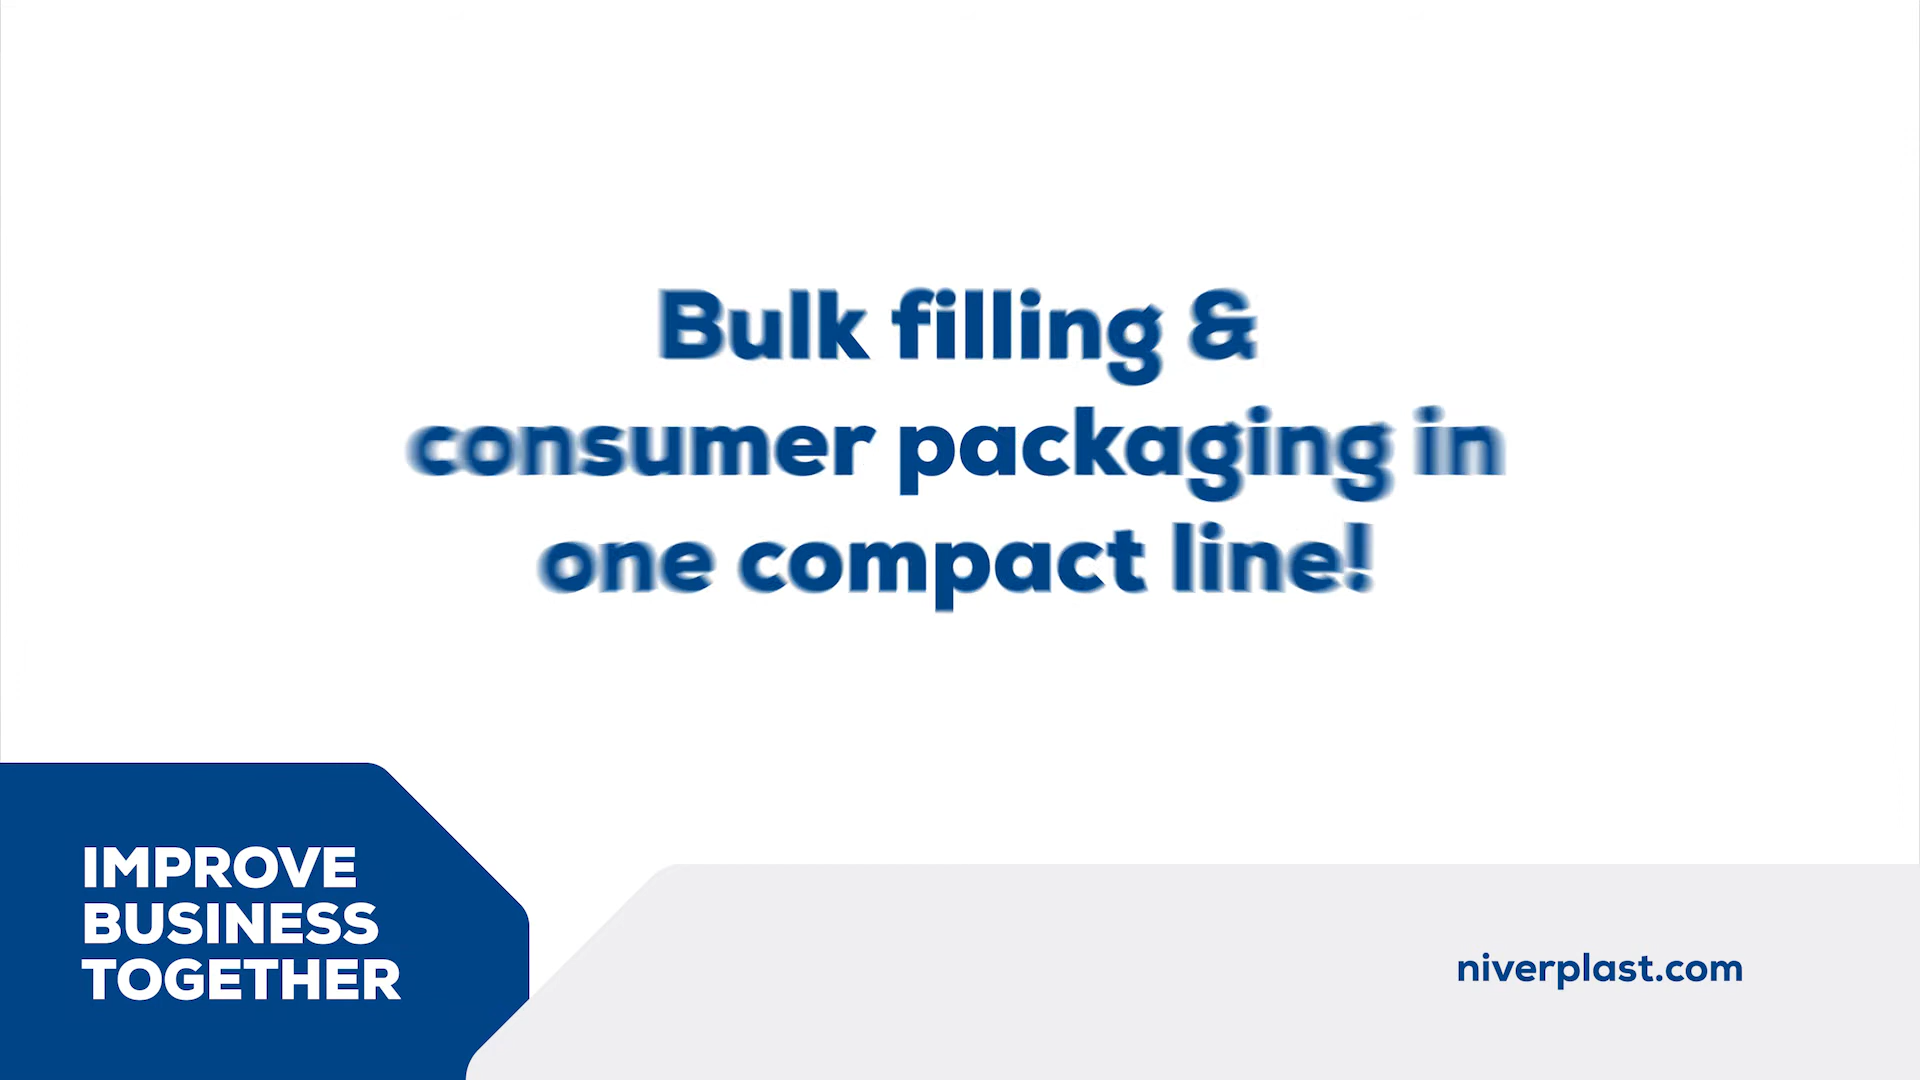 Bulk filling &
consumer packaging in
one compact line!
IMPROVE
BUSINESS
TOGETHER
niverplast.com